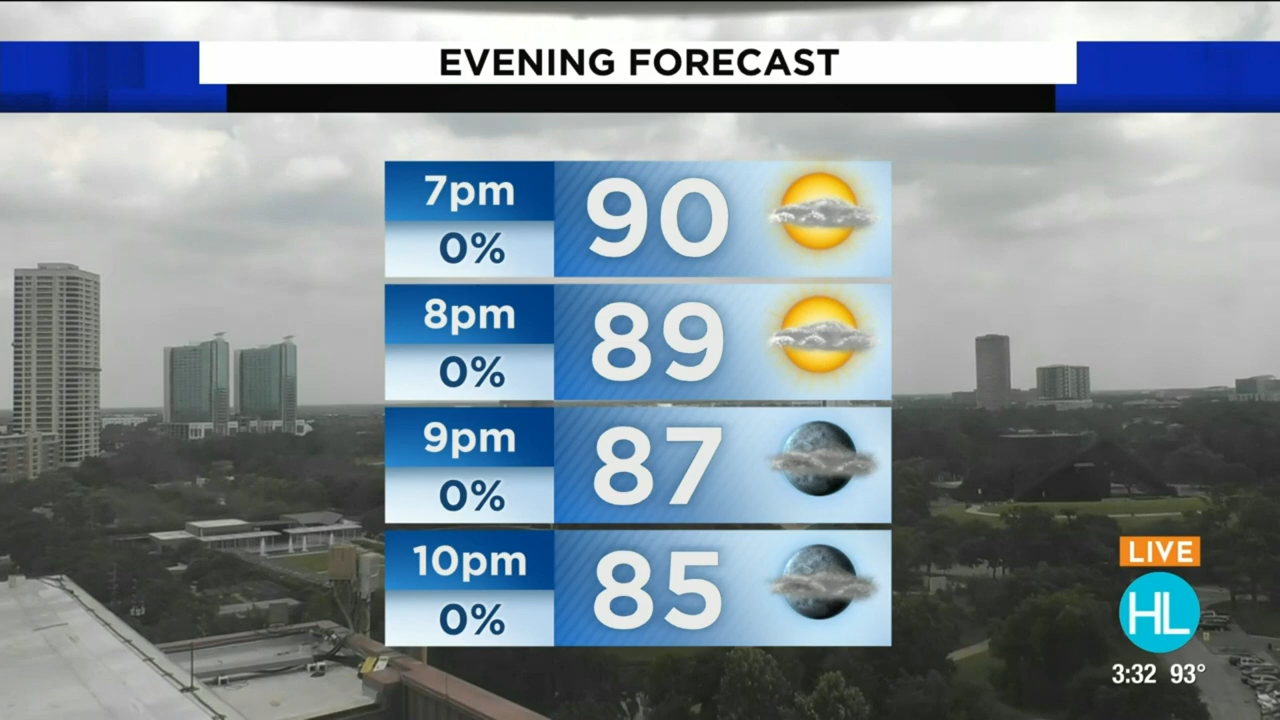 EVENING FORECAST
7pm
0%
90
8pm
0%
89
9pm
0%
87
10pm
0%
85
LIVE
HL
3:32 93°